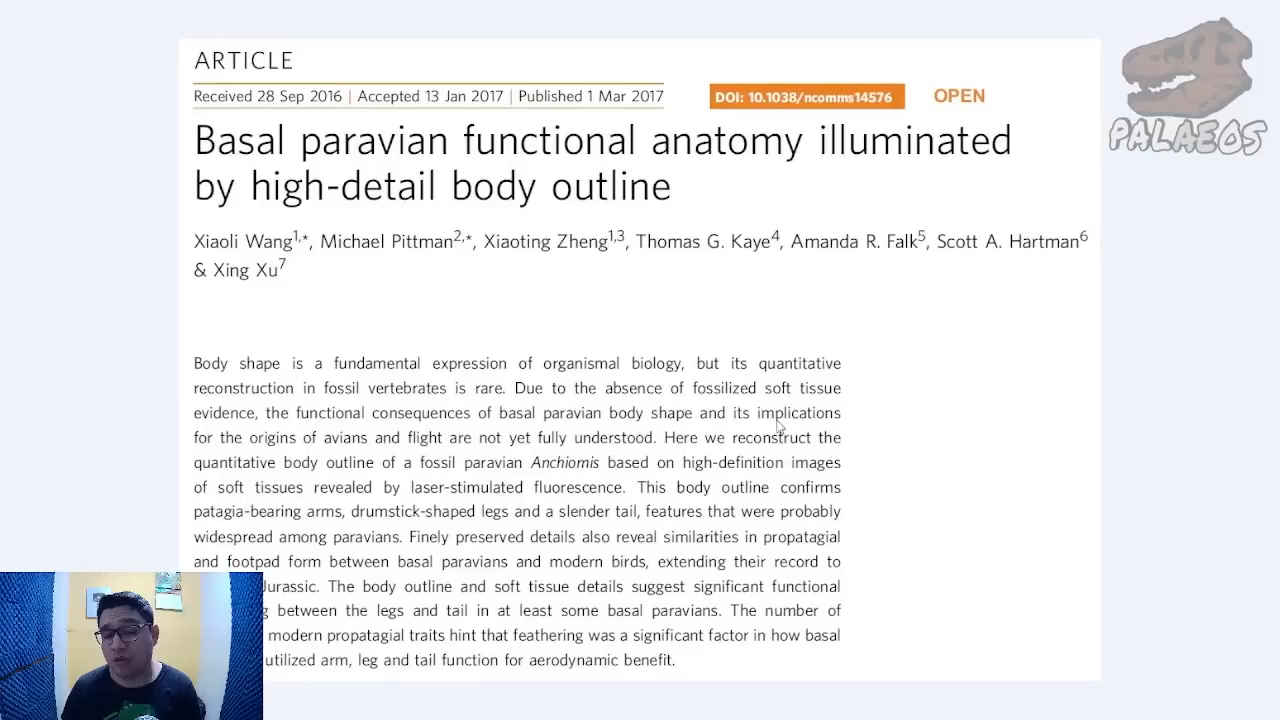 ARTICLE
Received 28 Sep 2016 | Accepted 13 Jan 2017 | Published 1 Mar 2017
DOI: 10.1038/ncomms14576
OPEN
PALAEOS
Basal paravian functional anatomy illuminated
by high-detail body outline
Xiaoli Wang1,*, Michael Pittman2,*, Xiaoting Zheng1,3, Thomas G. Kaye4, Amanda R. Falk5, Scott A. Hartman6
& Xing Xu7
Body shape is a fundamental expression of organismal biology, but its quantitative
reconstruction in fossil vertebrates is rare. Due to the absence of fossilized soft tissue
evidence, the functional consequences of basal paravian body shape and its implications
for the origins of avians and flight are not yet fully understood. Here we reconstruct the
quantitative body outline of a fossil paravian Anchiornis based on high-definition images
of soft tissues revealed by laser-stimulated fluorescence. This body outline confirms
patagia-bearing arms, drumstick-shaped legs and a slender tail, features that were probably
widespread among paravians. Finely preserved details also reveal similarities in propatagial
and footpad form between basal paravians and modern birds, extending their record to
Jurassic. The body outline and soft tissue details suggest significant functional
between the legs and tail in at least some basal paravians. The number of
modern propatagial traits hint that feathering was a significant factor in how basal
utilized arm, leg and tail function for aerodynamic benefit.